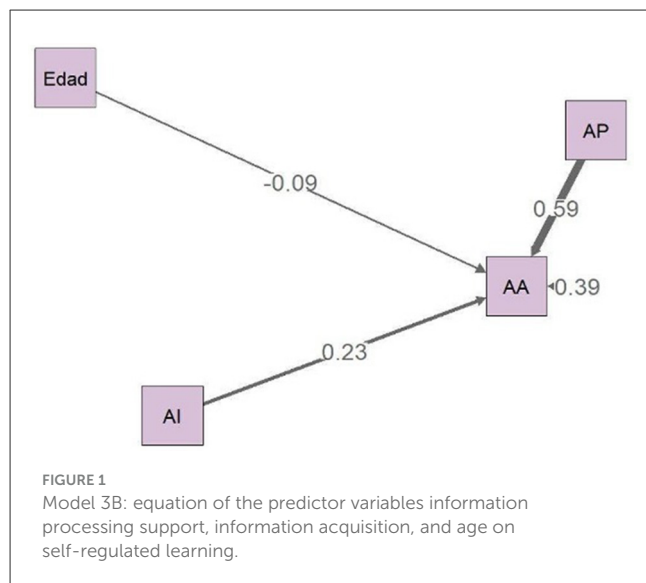 Edad
AP
-0.09
0.59
AA
0.39
0.23
AI
FIGURE 1
Model 3B: equation of the predictor variables information
processing support, information acquisition, and age on
self-regulated learning.